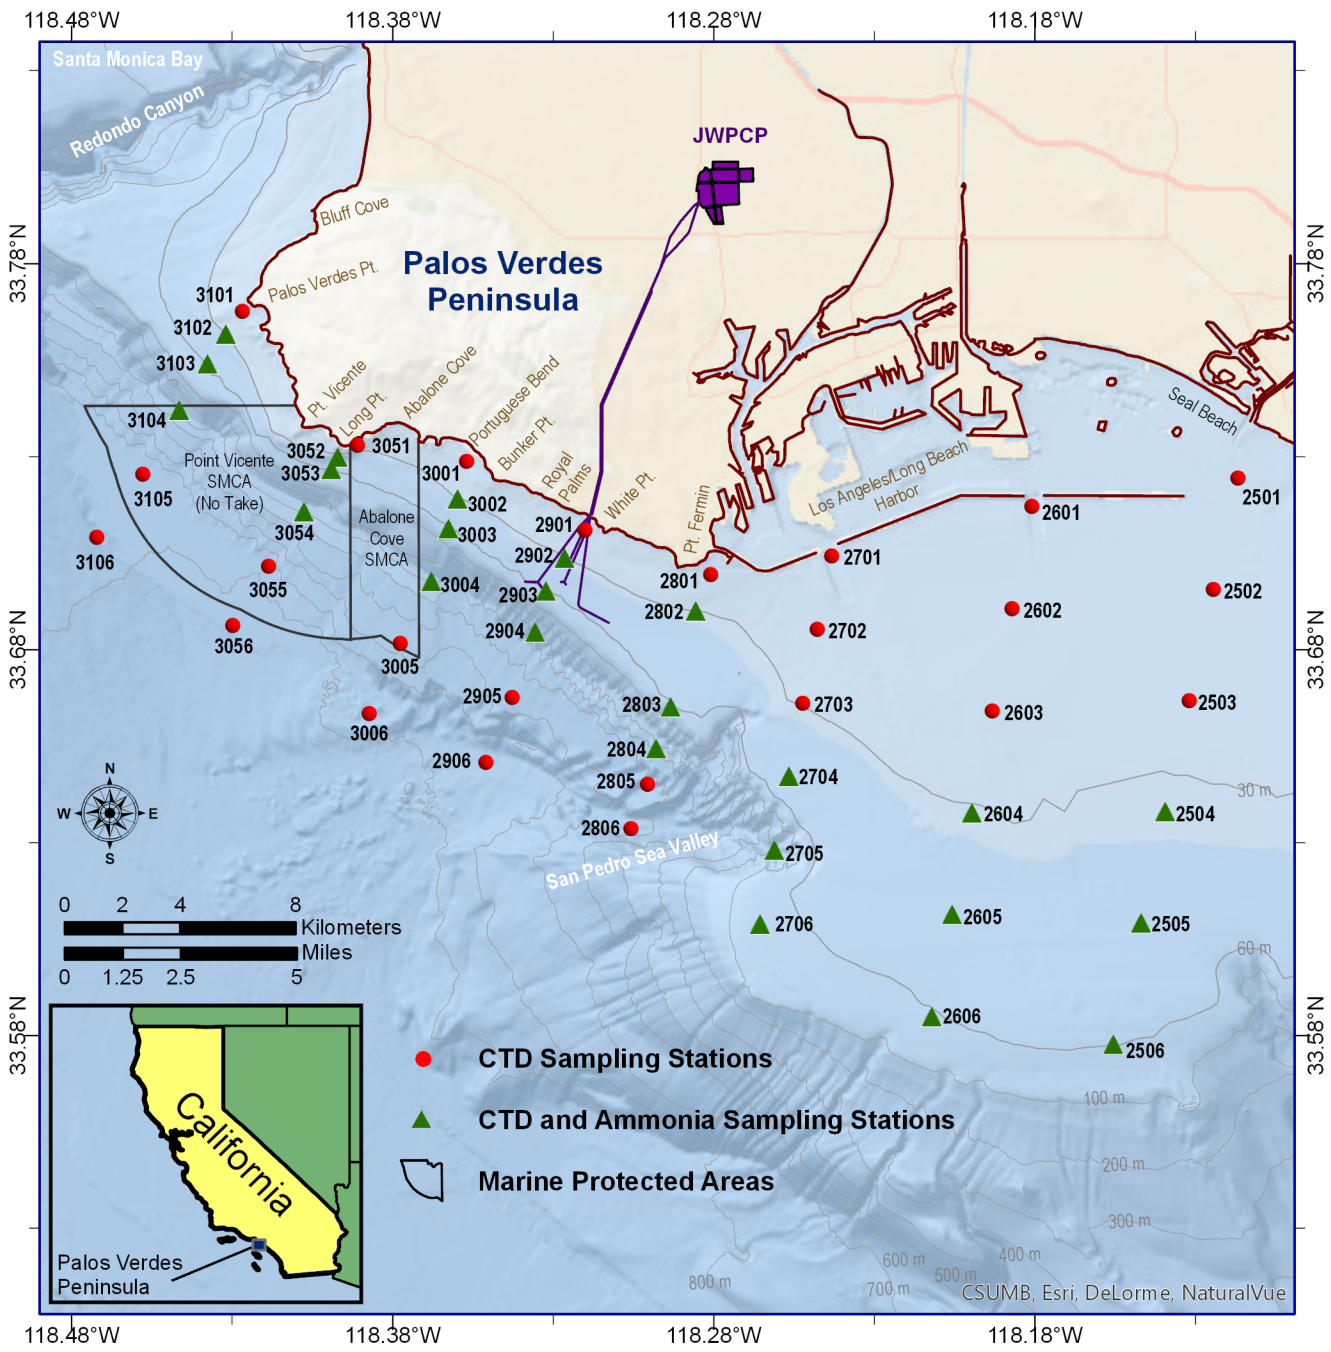 118.48°W
118.38°W
118.28°W
118.18°W
Santa Monica Bay
Redondo Canyon
JWPCP
Bluff Cove
33.78°N
33.78°N
Palos Verdes
Peninsula
Palos Verdes Pt.
3101
3102
3103
3104
Pt. Vicente
Long Pt.
Abalone Cove
Portuguese Bend
Bunker Pt.
Royal
Palms
White Pt.
Pt. Fermin
Los Angeles/Long Beach
Harbor
Seal Beach
3052
3051
3053
3001
Point Vicente
SMCA
(No Take)
3105
3054
3002
Abalone
Cove
SMCA
3003
2901
2902
2501
2601
3106
3055
3004
2903
2801
2701
2802
2502
2602
2904
2702
3056
3005
33.68°N
33.68°N
2905
2803
2703
2603
2503
3006
2906
2804
2805
2704
30 m
N
W
E
S
2806
2604
2504
San Pedro Sea Valley
2705
0 2 4 8
Kilometers
Miles
0 1.25 2.5 5
2706
2605
2505
60 m
33.58°N
33.58°N
2606
2506
CTD Sampling Stations
100 m
CTD and Ammonia Sampling Stations
200 m
Marine Protected Areas
300 m
400 m
500 m
600 m
700 m
800 m
California
Palos Verdes
Peninsula
CSUMB, Esri, DeLorme, NaturalVue
118.48°W
118.38°W
118.28°W
118.18°W